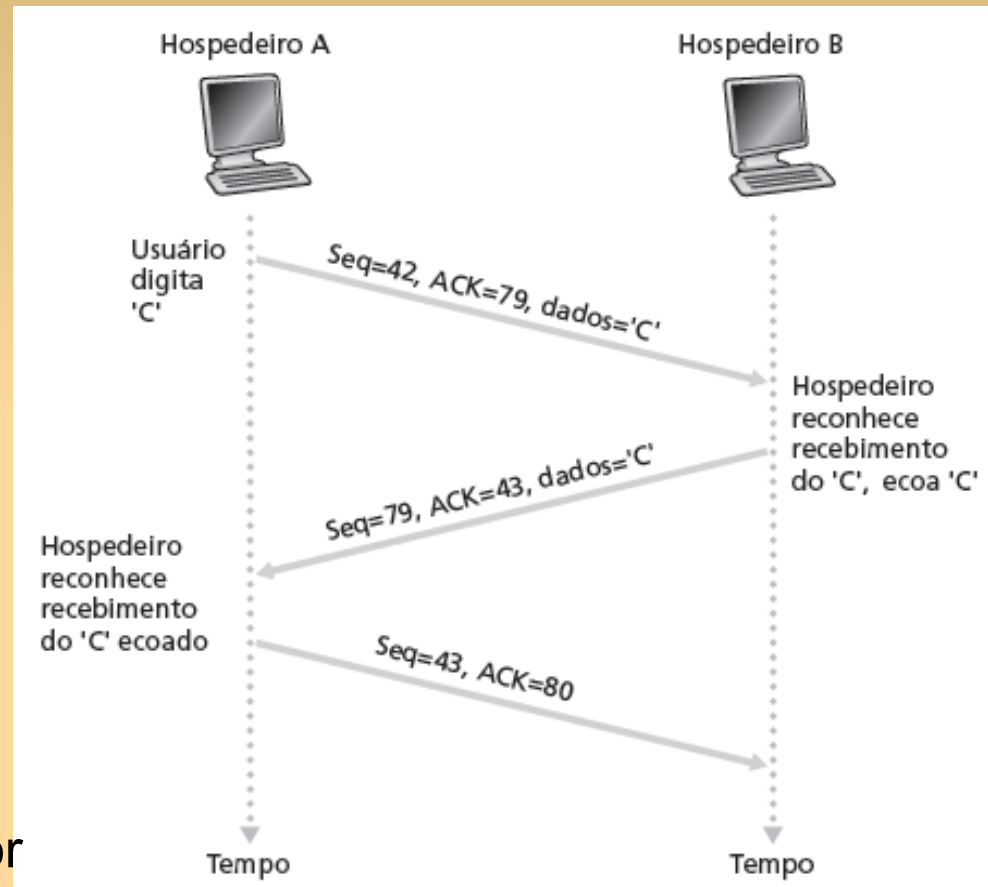 Hospedeiro A
Hospedeiro B
Usuário
digita
'C'
Seq=42, ACK=79, dados='C'
Hospedeiro
reconhece
recebimento
do 'C', ecoa 'C'
Seq=79, ACK=43, dados='C'
Hospedeiro
reconhece
recebimento
do 'C' ecoado
Seq=43, ACK=80
Tempo
Tempo